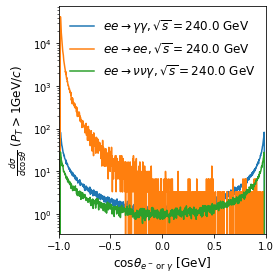 ee → γγ, √s = 240.0 GeV
ee → ee, √s = 240.0 GeV
ee → ννγ, √s = 240.0 GeV
10⁴
10³
10²
10¹
10⁰
dσ/dcosθ (P_T > 1GeV/c)
−1.0 −0.5 0.0 0.5 1.0
cosθ_e⁻ or γ [GeV]